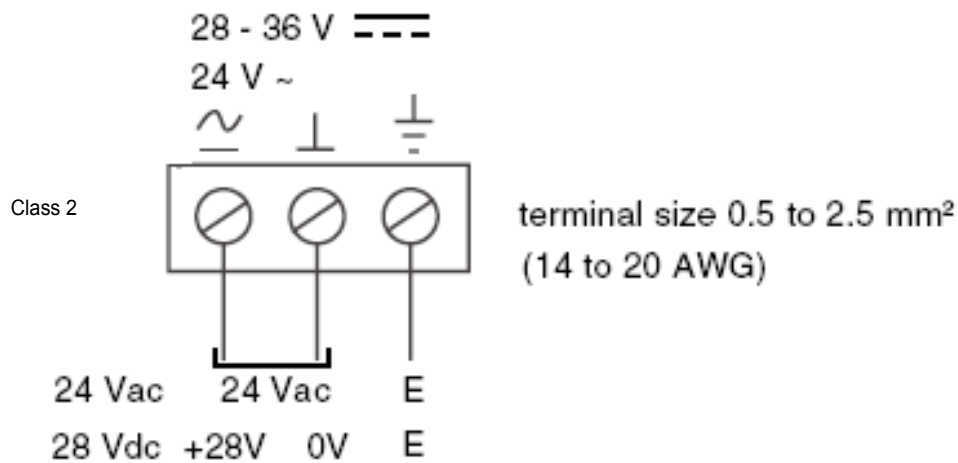 28 - 36 V
24 V ~
Class 2
terminal size 0.5 to 2.5 mm²
(14 to 20 AWG)
24 Vac 24 Vac E
28 Vdc +28V 0V E